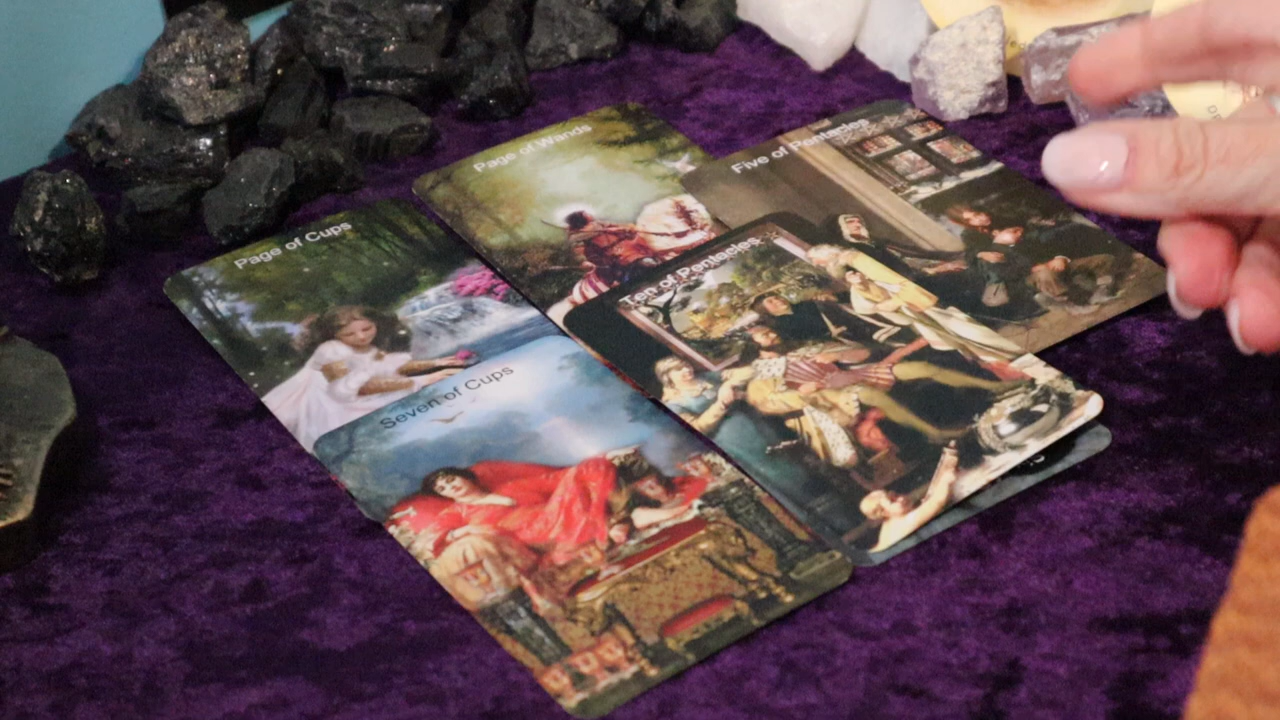 Page of Wands
Five of Pentacles
Page of Cups
Ten of Pentacles
Seven of Cups